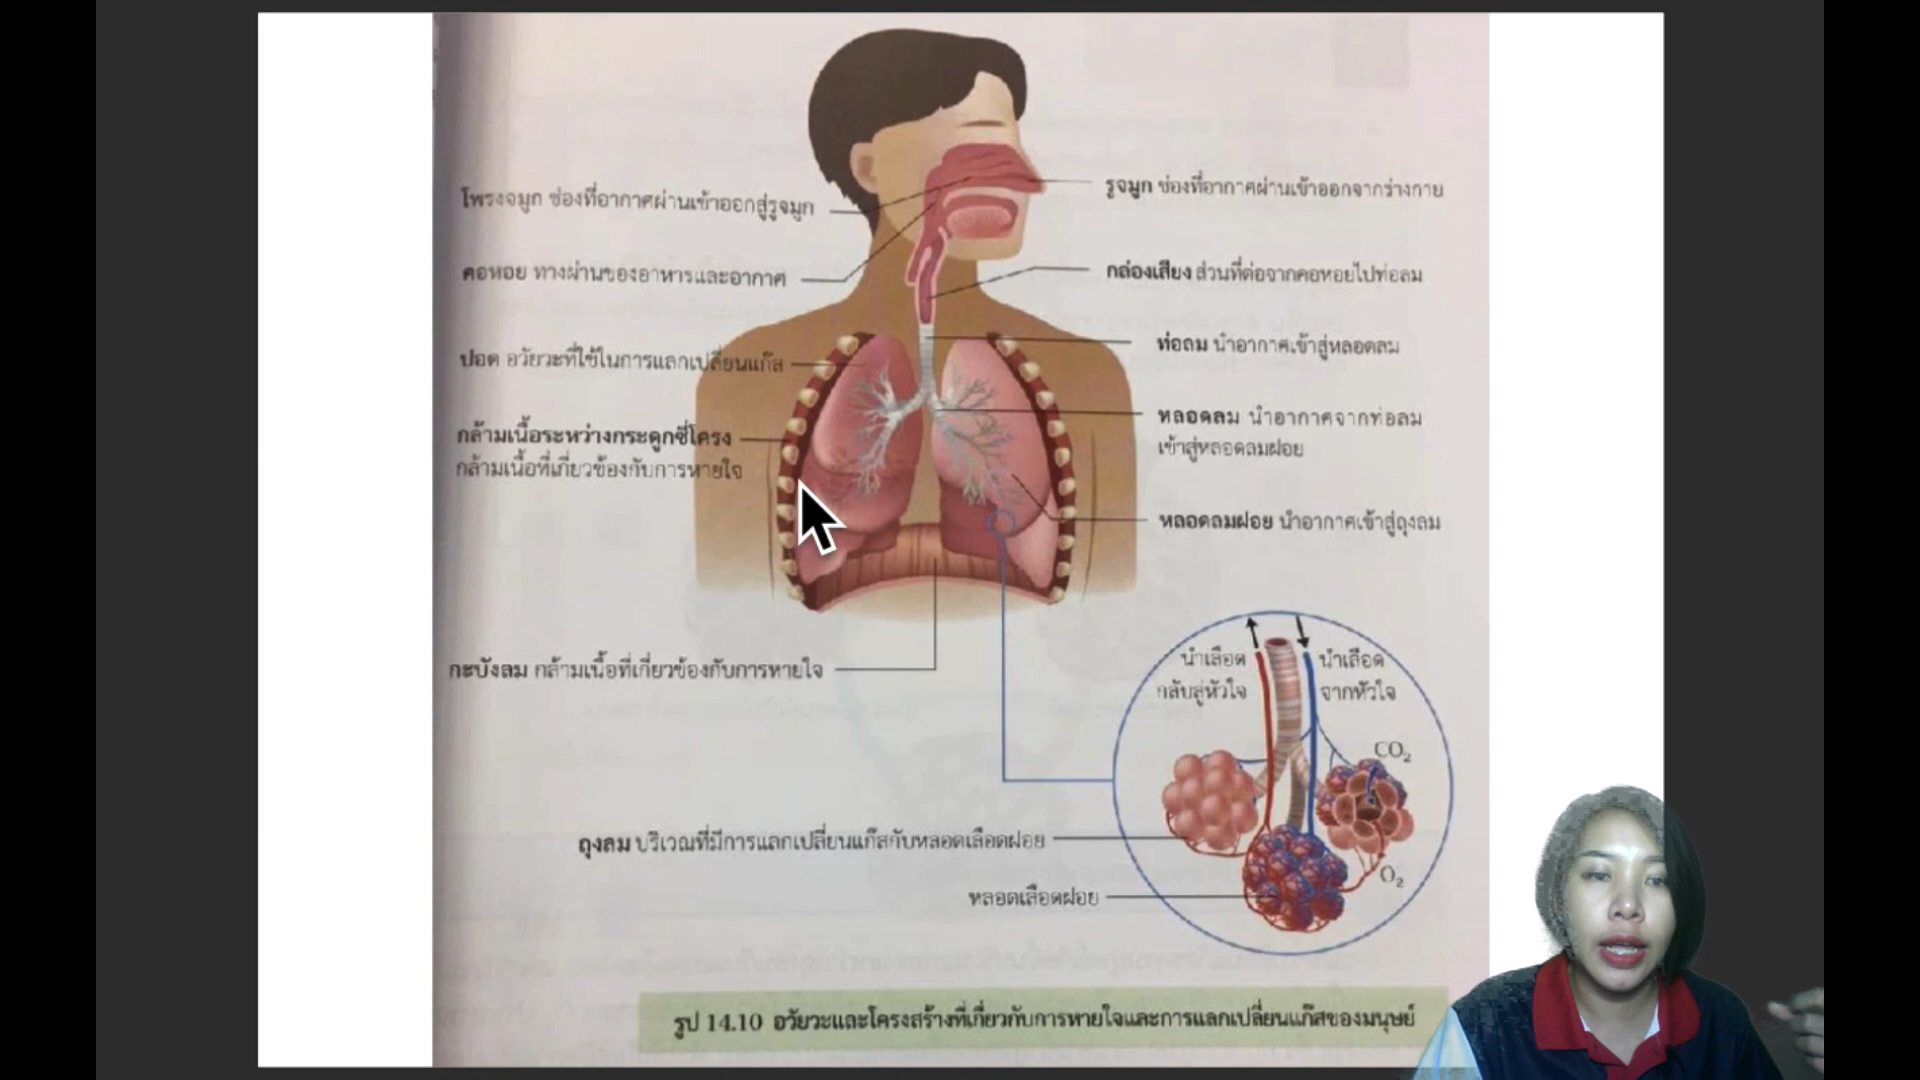 โพรงจมูก ช่องที่อากาศผ่านเข้าออกสู่รูจมูก
คอหอย ทางผ่านของอาหารและอากาศ
ปอด อวัยวะที่ใช้ในการแลกเปลี่ยนแก๊ส
กล้ามเนื้อระหว่างกระดูกซี่โครง
กล้ามเนื้อที่เกี่ยวข้องกับการหายใจ
กะบังลม กล้ามเนื้อที่เกี่ยวข้องกับการหายใจ
รูจมูก ช่องที่อากาศผ่านเข้าออกจากร่างกาย
กล่องเสียง ส่วนที่ต่อจากคอหอยไปท่อลม
ท่อลม นำอากาศเข้าสู่หลอดลม
หลอดลม นำอากาศจากท่อลม
เข้าสู่หลอดลมฝอย
หลอดลมฝอย นำอากาศเข้าสู่ถุงลม
นำเลือด
กลับสู่หัวใจ
นำเลือด
จากหัวใจ
CO₂
O₂
ถุงลม บริเวณที่มีการแลกเปลี่ยนแก๊สกับหลอดเลือดฝอย
หลอดเลือดฝอย
รูป 14.10 อวัยวะและโครงสร้างที่เกี่ยวกับการหายใจและการแลกเปลี่ยนแก๊สของมนุษย์